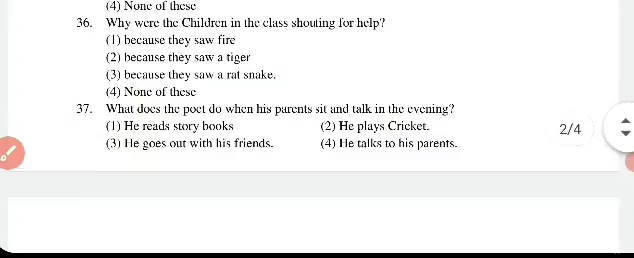 (4) None of these
36. Why were the Children in the class shouting for help?
(1) because they saw fire
(2) because they saw a tiger
(3) because they saw a rat snake.
(4) None of these
37. What does the poet do when his parents sit and talk in the evening?
(1) He reads story books (2) He plays Cricket.
(3) He goes out with his friends. (4) He talks to his parents.
2/4